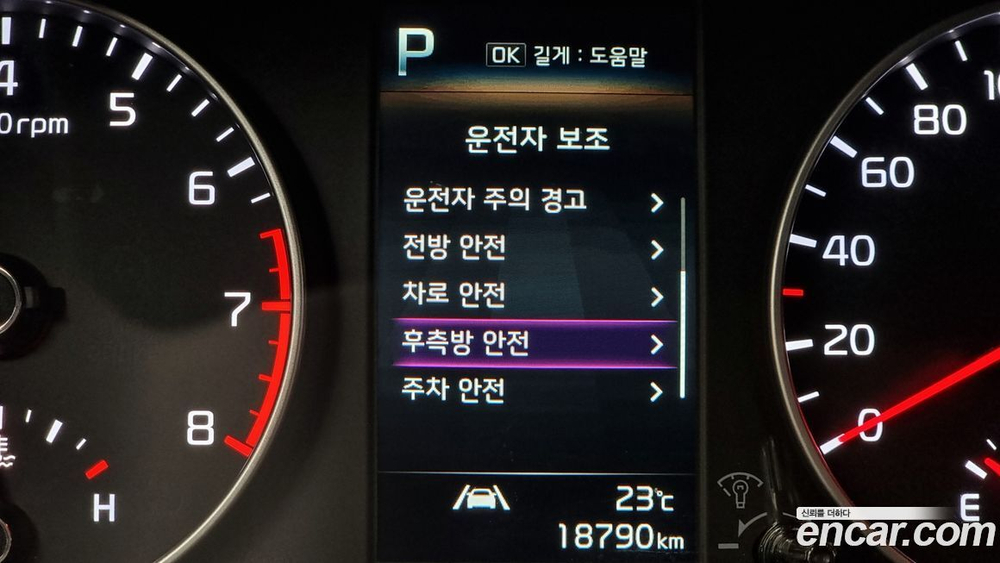 P
OK 길게 : 도움말
운전자 보조
운전자 주의 경고 >
전방 안전 >
차로 안전 >
후측방 안전 >
주차 안전 >
23℃
18790km
4
5
6
7
8
0rpm
H
10
80
60
40
20
0
E
신뢰를 더하다
encar.com